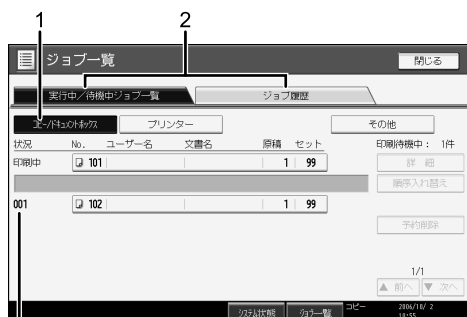 1 2
ジョブ一覧 閉じる
実行中/待機中ジョブ一覧 ジョブ履歴
コピー/ドキュメントボックス プリンター その他
状況 No. ユーザー名 文書名 原稿 セット 印刷待機中: 1件
印刷中 101 1 99 詳細
順序入れ替え
001 102 1 99
予約削除
1/1
▲ 前へ ▼ 次へ
システム状態 ジョブ一覧 コピー 2006/10/ 2
10:55